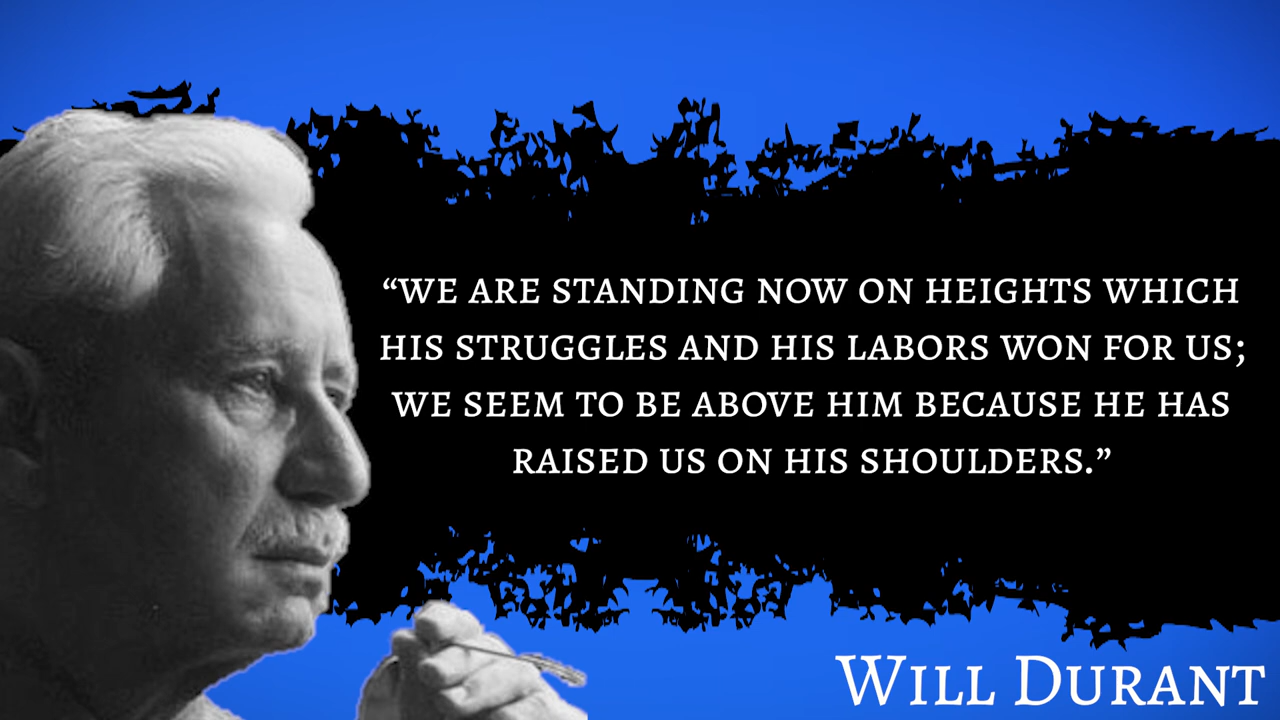 “WE ARE STANDING NOW ON HEIGHTS WHICH
HIS STRUGGLES AND HIS LABORS WON FOR US;
WE SEEM TO BE ABOVE HIM BECAUSE HE HAS
RAISED US ON HIS SHOULDERS.”
WILL DURANT